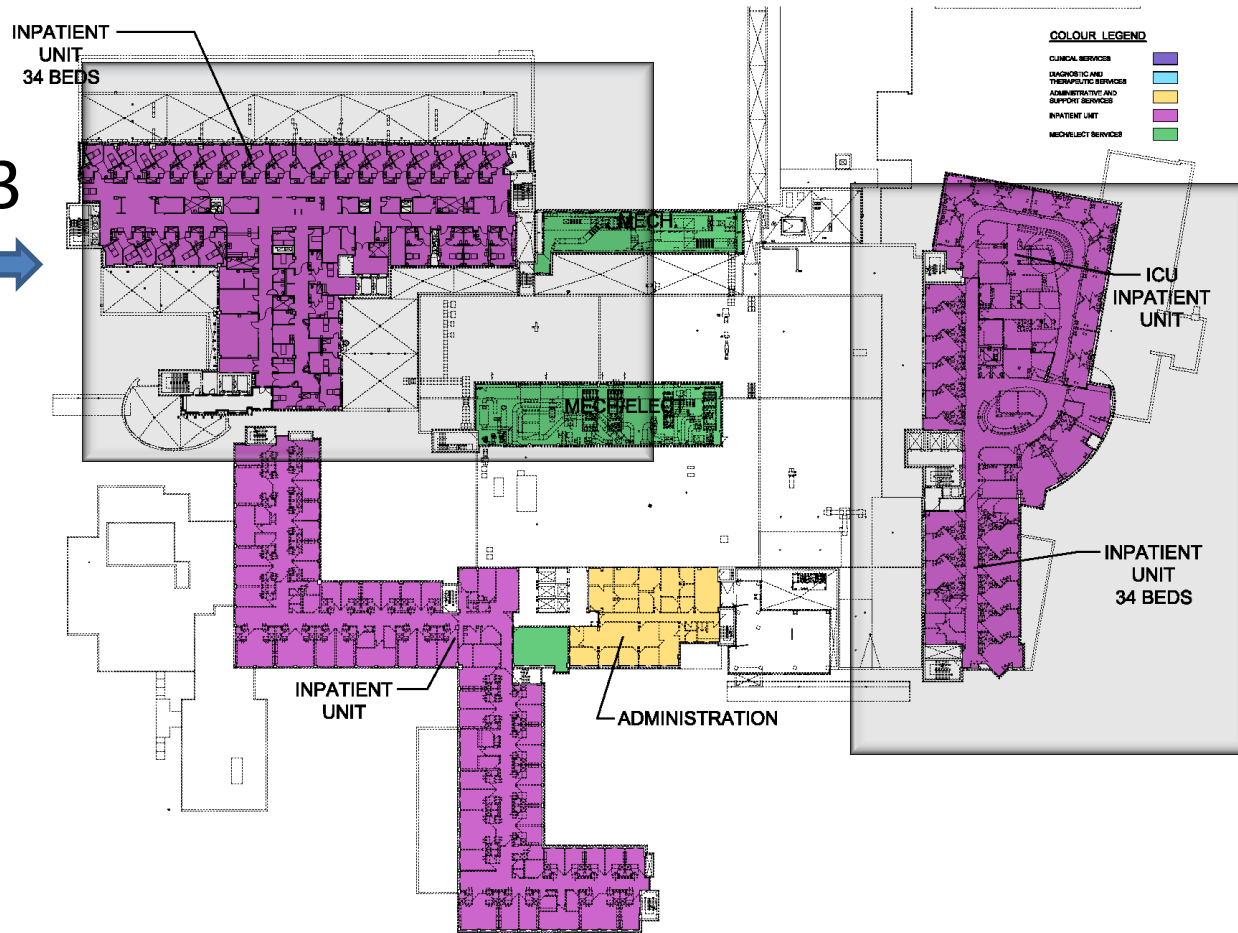 INPATIENT
UNIT
34 BEDS
COLOUR LEGEND
CLINICAL SERVICES
DIAGNOSTIC AND
THERAPEUTIC SERVICES
ADMINISTRATIVE AND
SUPPORT SERVICES
INPATIENT UNIT
MECH/ELECT SERVICES
3
MECH.
ICU
INPATIENT
UNIT
MECH/ELECT
INPATIENT
UNIT
34 BEDS
INPATIENT
UNIT
ADMINISTRATION